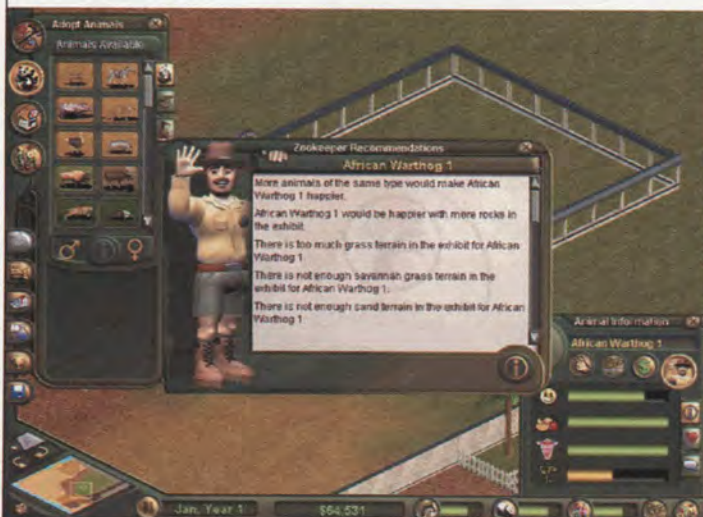 Adopt Animals
Animals Available
Zookeeper Recommendations
African Warthog 1
More animals of the same type would make African
Warthog 1 happier.
African Warthog 1 would be happier with more rocks in
the exhibit.
There is too much grass terrain in the exhibit for African
Warthog 1.
There is not enough savannah grass terrain in the
exhibit for African Warthog 1.
There is not enough sand terrain in the exhibit for African
Warthog 1.
Animal Information
African Warthog 1
Jan, Year 1
$64,531